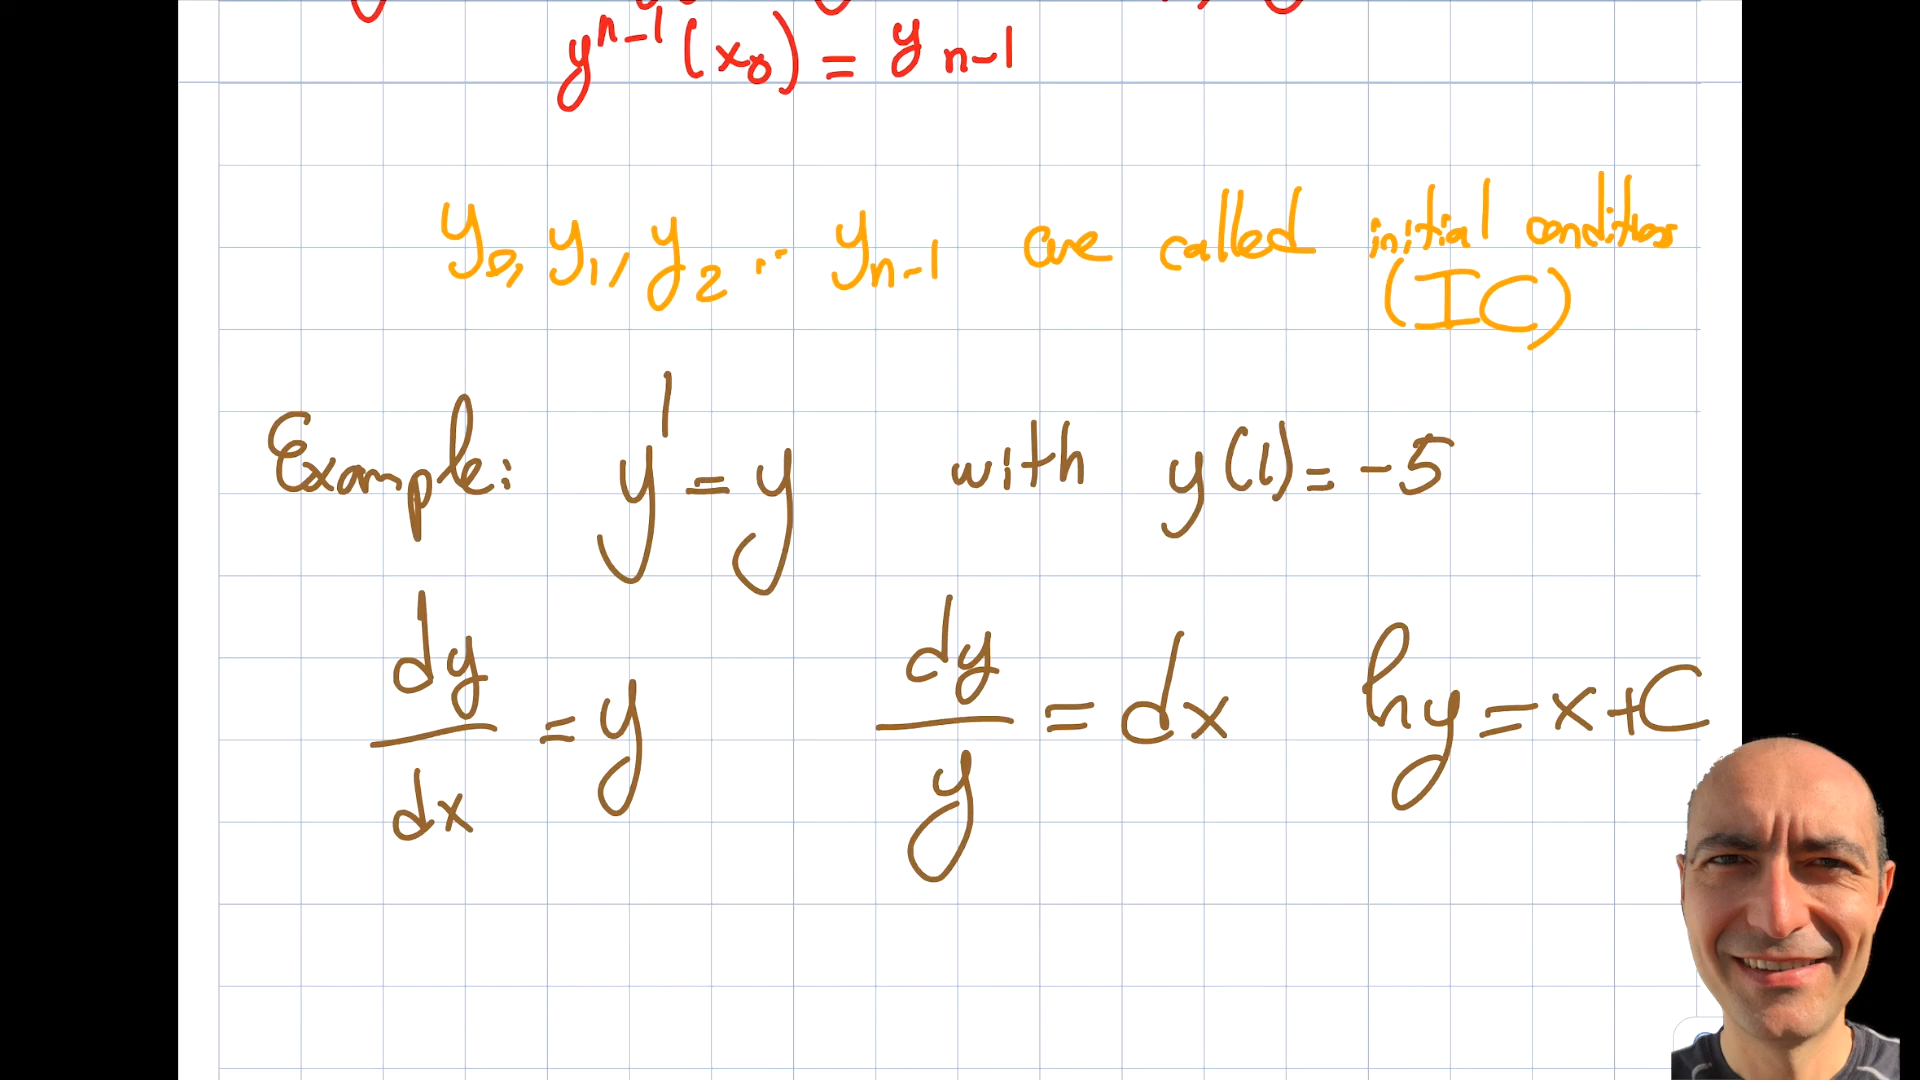 y^{n-1}(x_0) = y_{n-1}
y_0, y_1, y_2 ... y_{n-1} are called initial conditions
(IC)
Example: y' = y with y(1) = -5
dy/dx = y dy/y = dx ln y = x + C